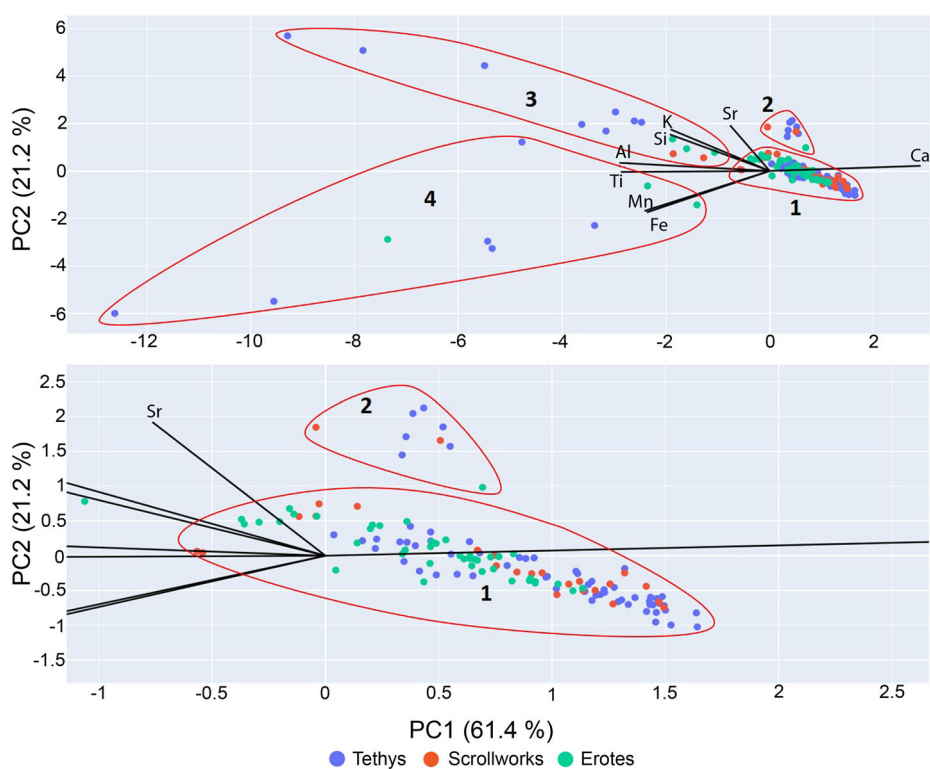 6
4
2
0
-2
-4
-6
PC2 (21.2 %)
3
2
4
1
K
Si
Al
Ti
Mn
Fe
Sr
Ca
-12 -10 -8 -6 -4 -2 0 2
2.5
2
1.5
1
0.5
0
-0.5
-1
-1.5
PC2 (21.2 %)
Sr
2
1
-1 -0.5 0 0.5 1 1.5 2 2.5
PC1 (61.4 %)
Tethys Scrollworks Erotes